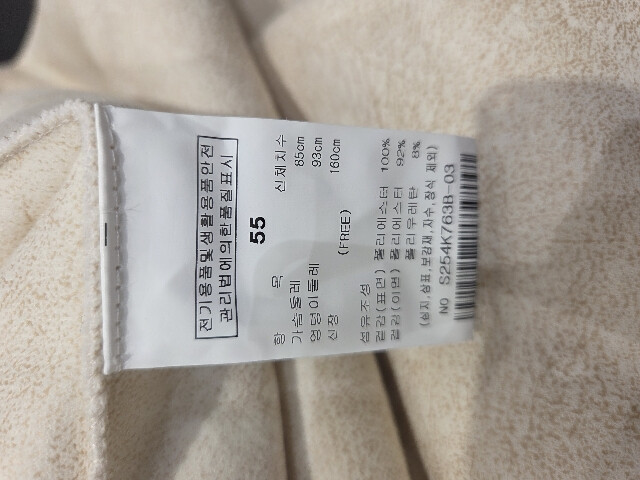 전기용품및생활용품안전
관리법에의한품질표시
55
항 목 신체치수
가슴둘레 85cm
엉덩이둘레 93cm
신장 160cm
(FREE)
섬유조성
겉감(표면) 폴리에스터 100%
겉감(이면) 폴리에스터 92%
폴리우레탄 8%
(심지,상표,보강재,자수,장식 제외)
NO S254K763B-03